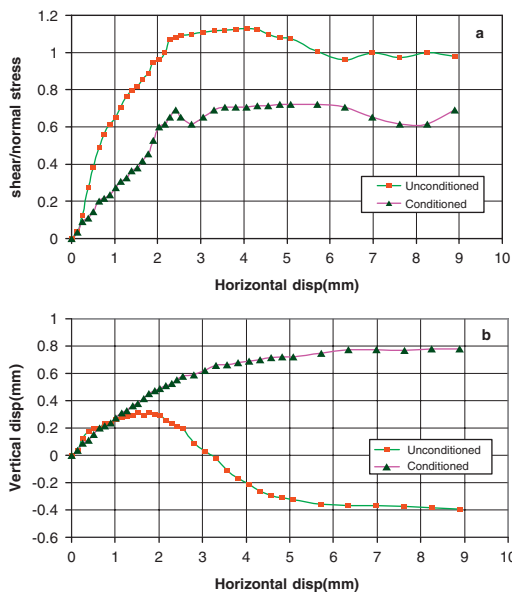 1.2
a
1
0.8
0.6
0.4
0.2
0
shear/normal stress
Unconditioned
Conditioned
0 1 2 3 4 5 6 7 8 9 10
Horizontal disp(mm)
1
b
0.8
0.6
0.4
0.2
0
-0.2
-0.4
-0.6
Vertical disp(mm)
Unconditioned
Conditioned
0 1 2 3 4 5 6 7 8 9 10
Horizontal disp(mm)